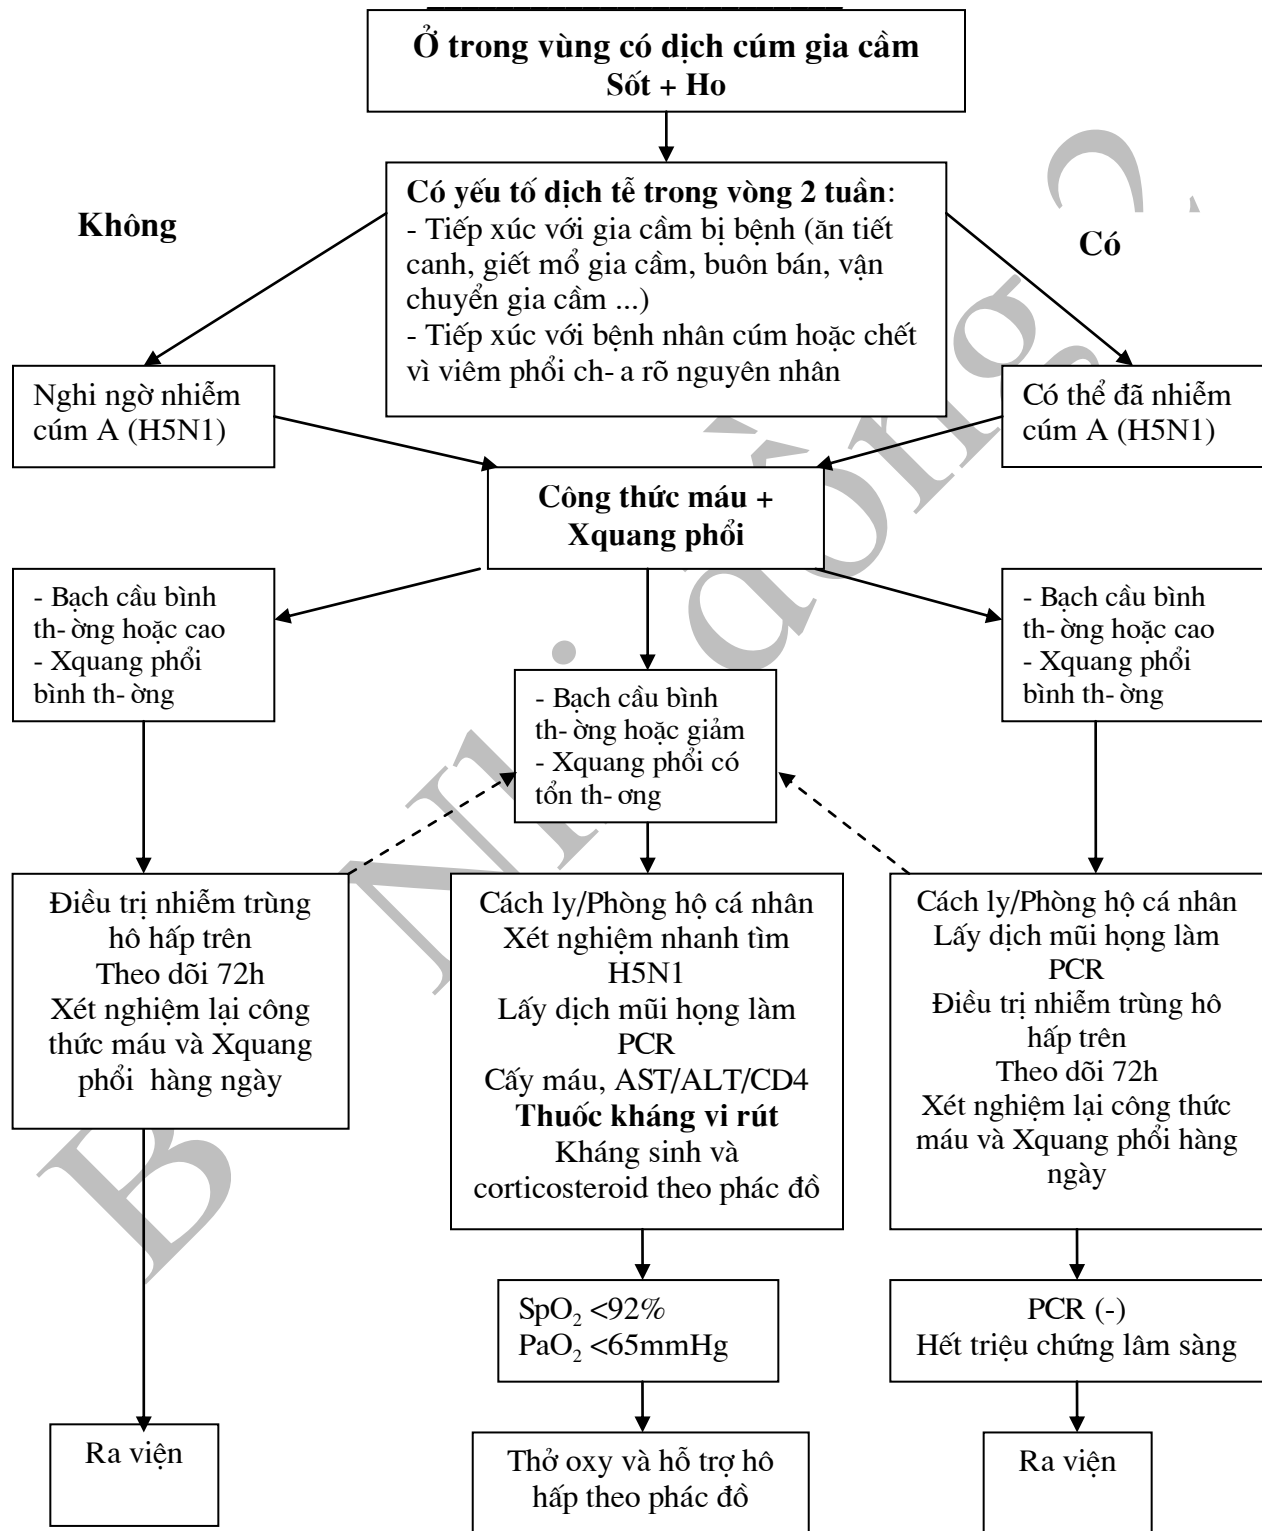 Ở trong vùng có dịch cúm gia cầm
Sốt + Ho
Có yếu tố dịch tễ trong vòng 2 tuần:
- Tiếp xúc với gia cầm bị bệnh (ăn tiết
canh, giết mổ gia cầm, buôn bán, vận
chuyển gia cầm ...)
- Tiếp xúc với bệnh nhân cúm hoặc chết
vì viêm phổi ch- a rõ nguyên nhân
Không
Có
Nghi ngờ nhiễm
cúm A (H5N1)
Có thể đã nhiễm
cúm A (H5N1)
Công thức máu +
Xquang phổi
- Bạch cầu bình
th- ờng hoặc cao
- Xquang phổi
bình th- ờng
- Bạch cầu bình
th- ờng hoặc giảm
- Xquang phổi có
tổn th- ơng
- Bạch cầu bình
th- ờng hoặc cao
- Xquang phổi
bình th- ờng
Điều trị nhiễm trùng
hô hấp trên
Theo dõi 72h
Xét nghiệm lại công
thức máu và Xquang
phổi hàng ngày
Cách ly/Phòng hộ cá nhân
Xét nghiệm nhanh tìm
H5N1
Lấy dịch mũi họng làm
PCR
Cấy máu, AST/ALT/CD4
Thuốc kháng vi rút
Kháng sinh và
corticosteroid theo phác đồ
Cách ly/Phòng hộ cá nhân
Lấy dịch mũi họng làm
PCR
Điều trị nhiễm trùng hô
hấp trên
Theo dõi 72h
Xét nghiệm lại công thức
máu và Xquang phổi hàng
ngày
SpO₂ <92%
PaO₂ <65mmHg
PCR (-)
Hết triệu chứng lâm sàng
Ra viện
Thở oxy và hỗ trợ hô
hấp theo phác đồ
Ra viện